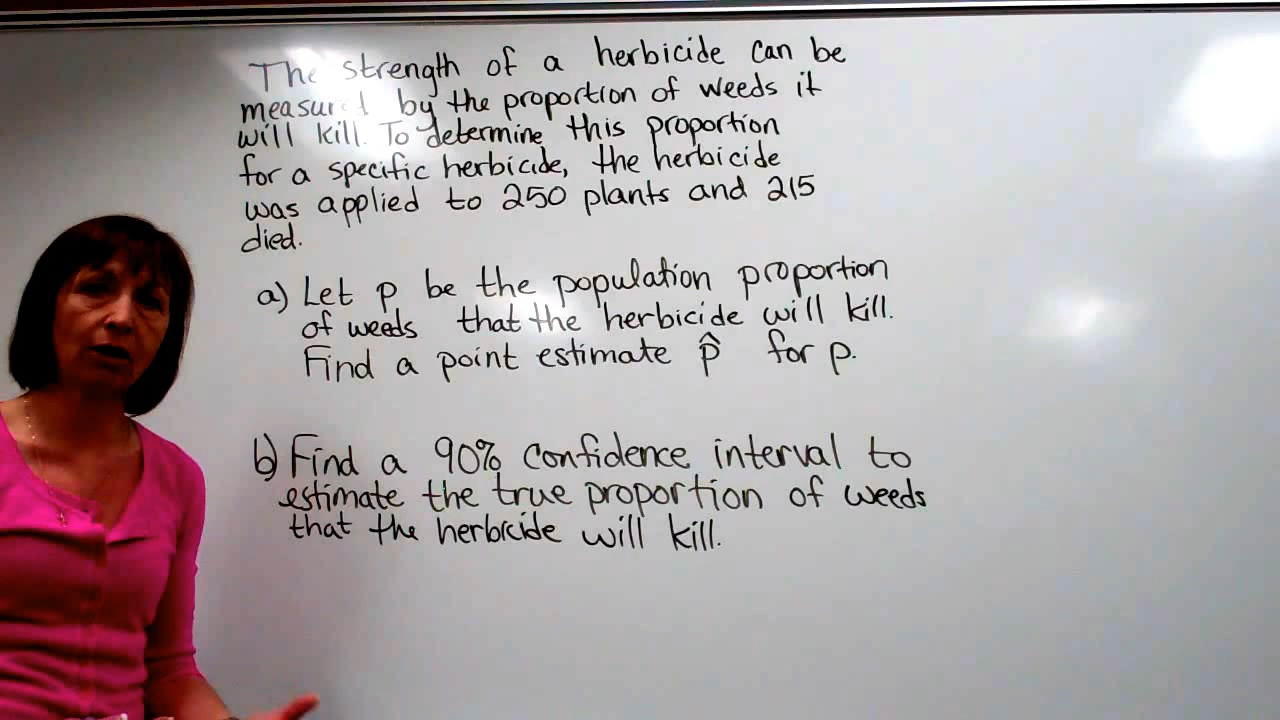 The strength of a herbicide can be
measured by the proportion of weeds it
will kill. To determine this proportion
for a specific herbicide, the herbicide
was applied to 250 plants and 215
died.
a) Let p be the population proportion
of weeds that the herbicide will kill.
Find a point estimate p̂ for p.
b) Find a 90% confidence interval to
estimate the true proportion of weeds
that the herbicide will kill.